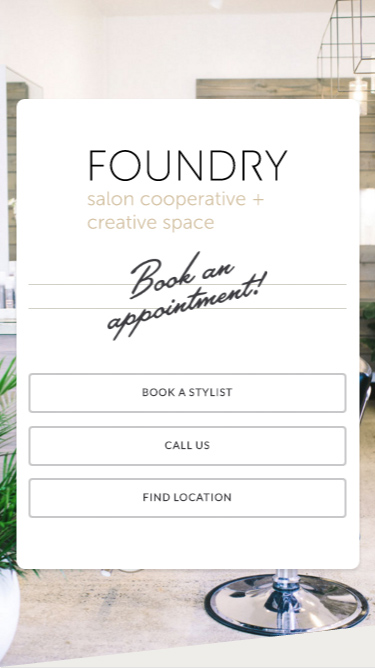 FOUNDRY
salon cooperative +
creative space
Book an
appointment!
BOOK A STYLIST
CALL US
FIND LOCATION